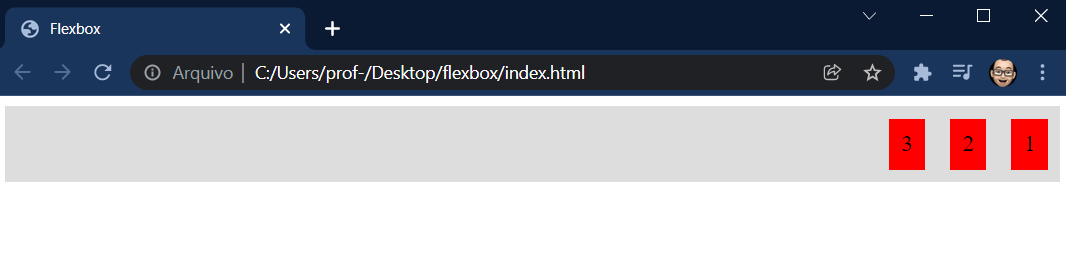 Flexbox
Arquivo | C:/Users/prof-/Desktop/flexbox/index.html
3 2 1